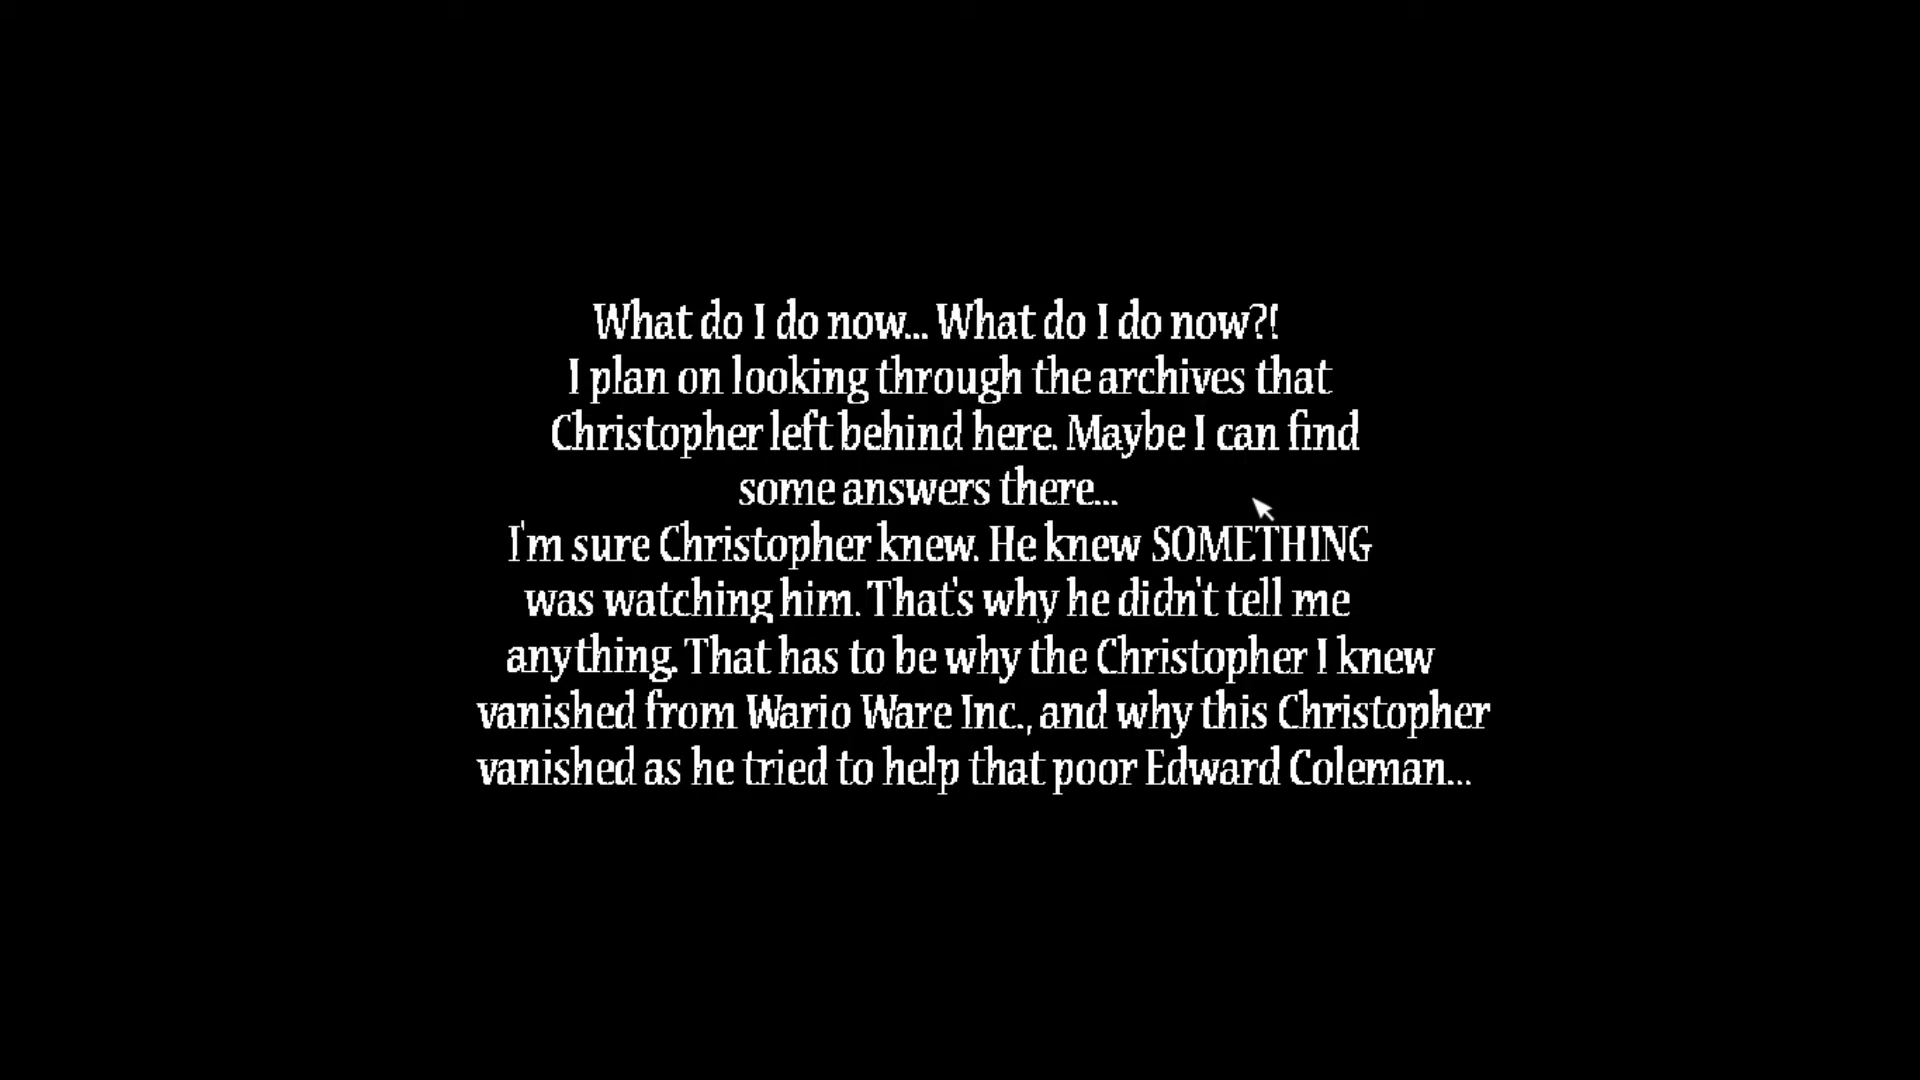 What do I do now... What do I do now?!
I plan on looking through the archives that
Christopher left behind here. Maybe I can find
some answers there...
I'm sure Christopher knew. He knew SOMETHING
was watching him. That's why he didn't tell me
anything. That has to be why the Christopher I knew
vanished from Wario Ware Inc., and why this Christopher
vanished as he tried to help that poor Edward Coleman...